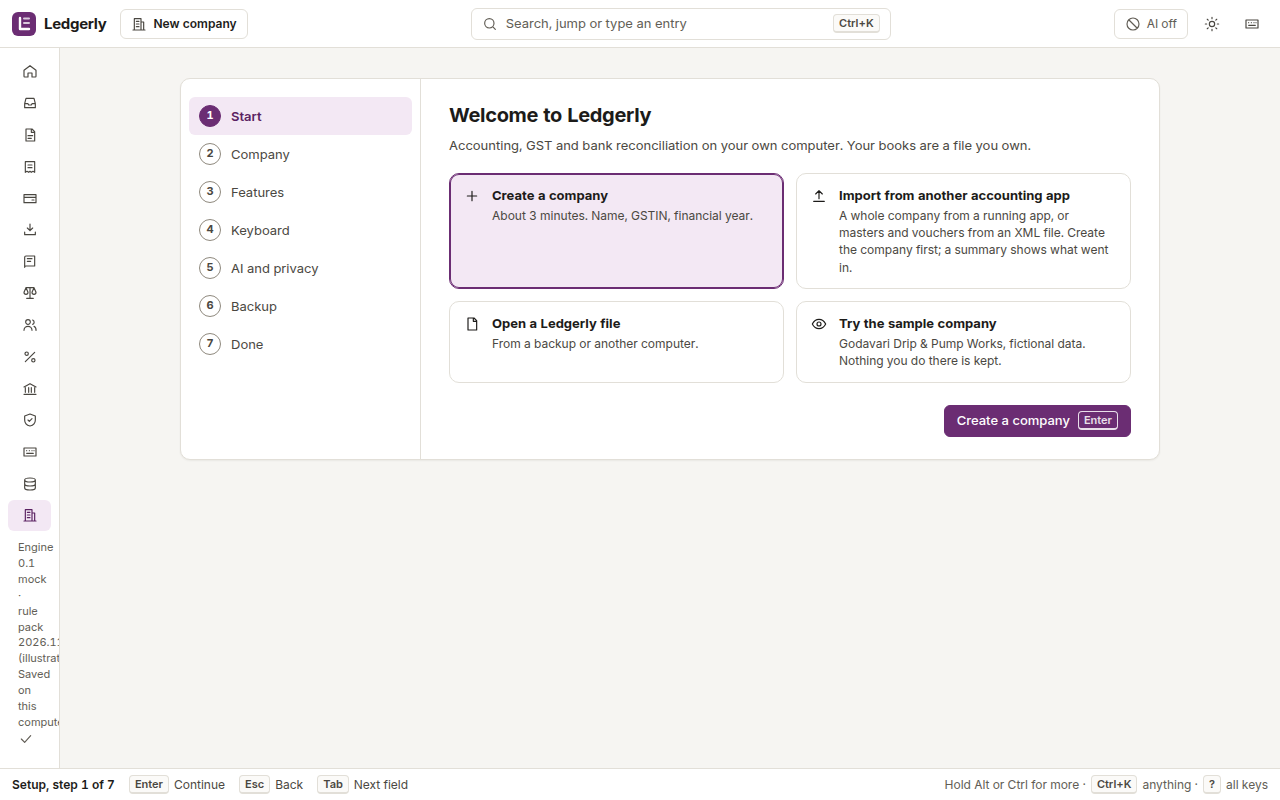 Ledgerly
New company
Search, jump or type an entry
Ctrl+K
AI off
1 Start
2 Company
3 Features
4 Keyboard
5 AI and privacy
6 Backup
7 Done
Welcome to Ledgerly
Accounting, GST and bank reconciliation on your own computer. Your books are a file you own.
Create a company
About 3 minutes. Name, GSTIN, financial year.
Import from another accounting app
A whole company from a running app, or
masters and vouchers from an XML file. Create
the company first; a summary shows what went
in.
Open a Ledgerly file
From a backup or another computer.
Try the sample company
Godavari Drip & Pump Works, fictional data.
Nothing you do there is kept.
Create a company Enter
Engine
0.1
mock
·
rule
pack
2026.1
(illustrat
Saved
on
this
compute
Setup, step 1 of 7 Enter Continue Esc Back Tab Next field
Hold Alt or Ctrl for more · Ctrl+K anything · ? all keys